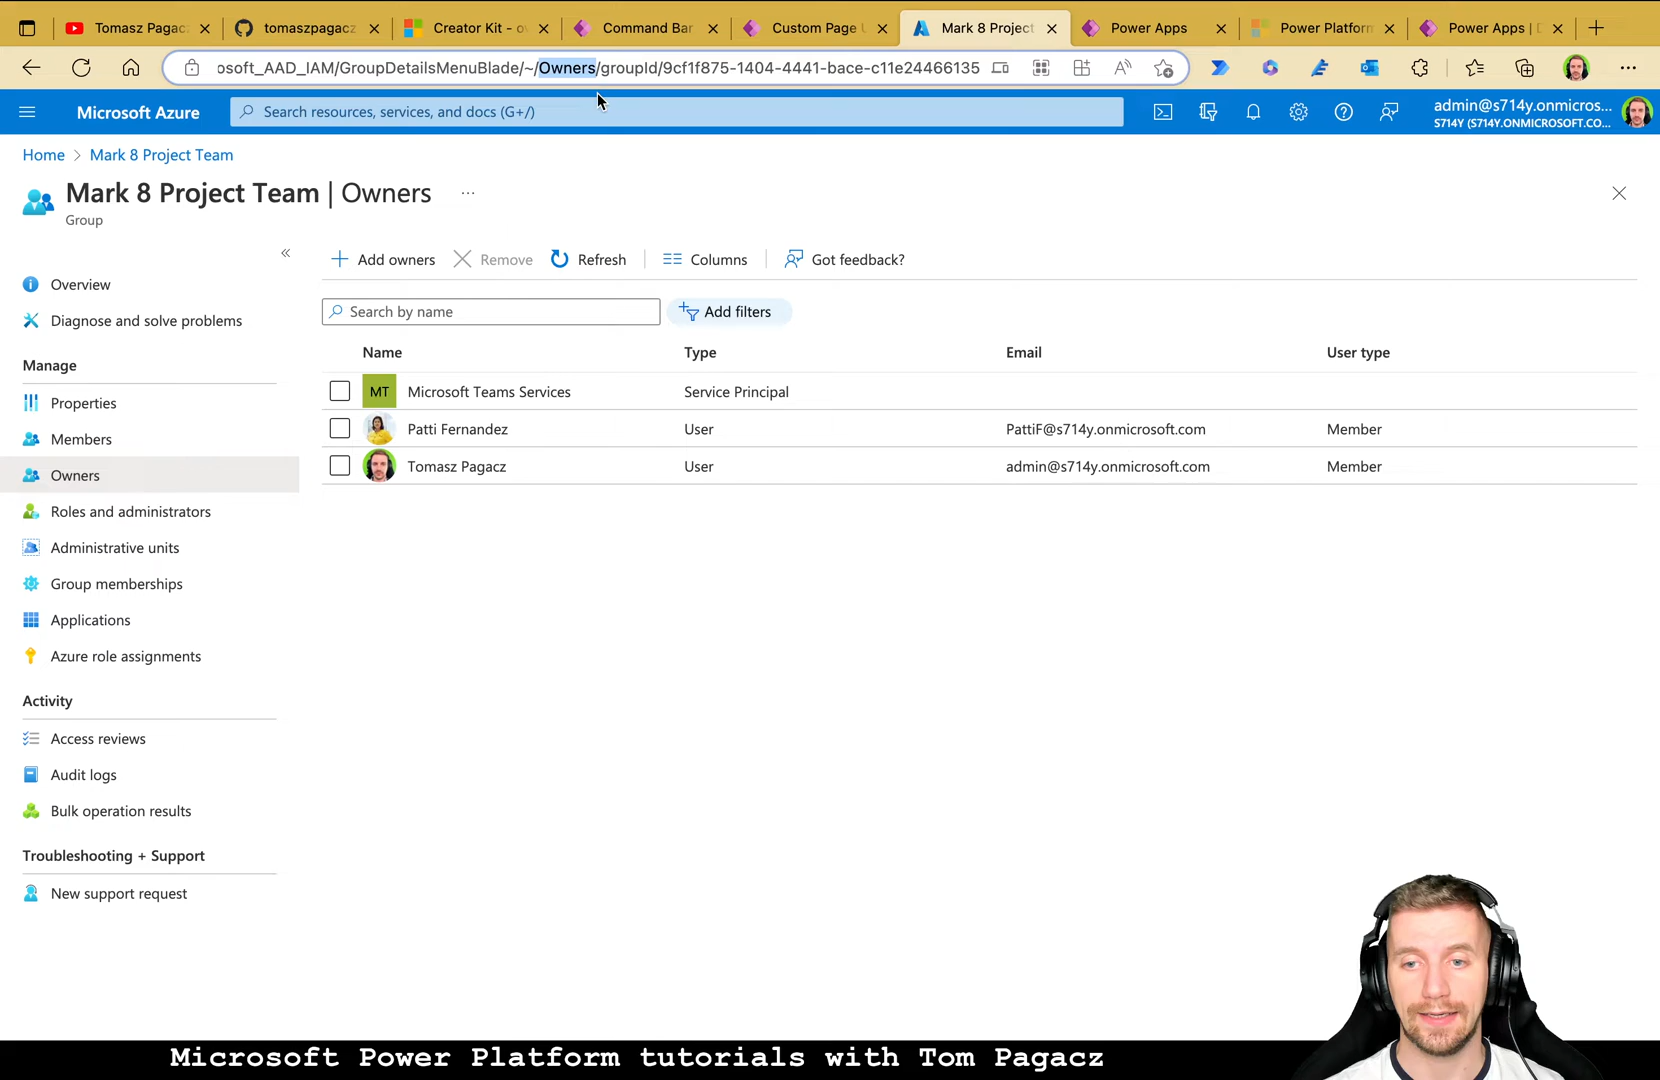 Tomasz Pagac
tomaszpagacz
Creator Kit - ov
Command Bar
Custom Page U
Mark 8 Project
Power Apps
Power Platform
Power Apps | D
osoft_AAD_IAM/GroupDetailsMenuBlade/~/Owners/groupId/9cf1f875-1404-4441-bace-c11e24466135
Microsoft Azure
Search resources, services, and docs (G+/)
admin@s714y.onmicros...
S714Y (S714Y.ONMICROSOFT.CO...
Home > Mark 8 Project Team
Mark 8 Project Team | Owners ...
Group
Add owners
Remove
Refresh
Columns
Got feedback?
Overview
Diagnose and solve problems
Manage
Properties
Members
Owners
Roles and administrators
Administrative units
Group memberships
Applications
Azure role assignments
Activity
Access reviews
Audit logs
Bulk operation results
Troubleshooting + Support
New support request
Search by name
Add filters
Name Type Email User type
MT Microsoft Teams Services Service Principal
Patti Fernandez User PattiF@s714y.onmicrosoft.com Member
Tomasz Pagacz User admin@s714y.onmicrosoft.com Member
Microsoft Power Platform tutorials with Tom Pagacz